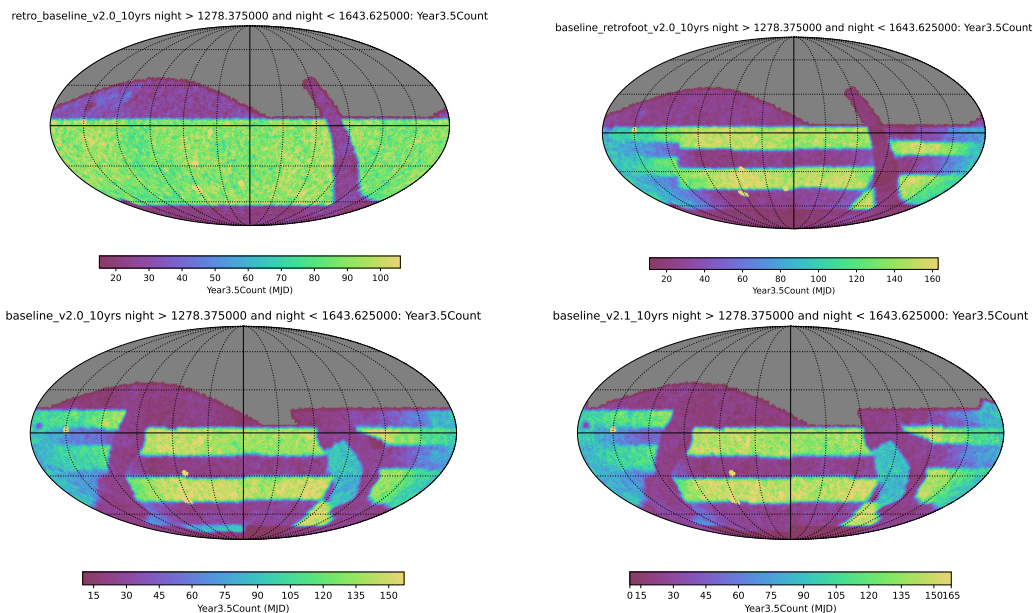 retro_baseline_v2.0_10yrs night > 1278.375000 and night < 1643.625000: Year3.5Count
20 30 40 50 60 70 80 90 100
Year3.5Count (MJD)
baseline_retrofoot_v2.0_10yrs night > 1278.375000 and night < 1643.625000: Year3.5Count
20 40 60 80 100 120 140 160
Year3.5Count (MJD)
baseline_v2.0_10yrs night > 1278.375000 and night < 1643.625000: Year3.5Count
15 30 45 60 75 90 105 120 135 150
Year3.5Count (MJD)
baseline_v2.1_10yrs night > 1278.375000 and night < 1643.625000: Year3.5Count
0 15 30 45 60 75 90 105 120 135 150165
Year3.5Count (MJD)